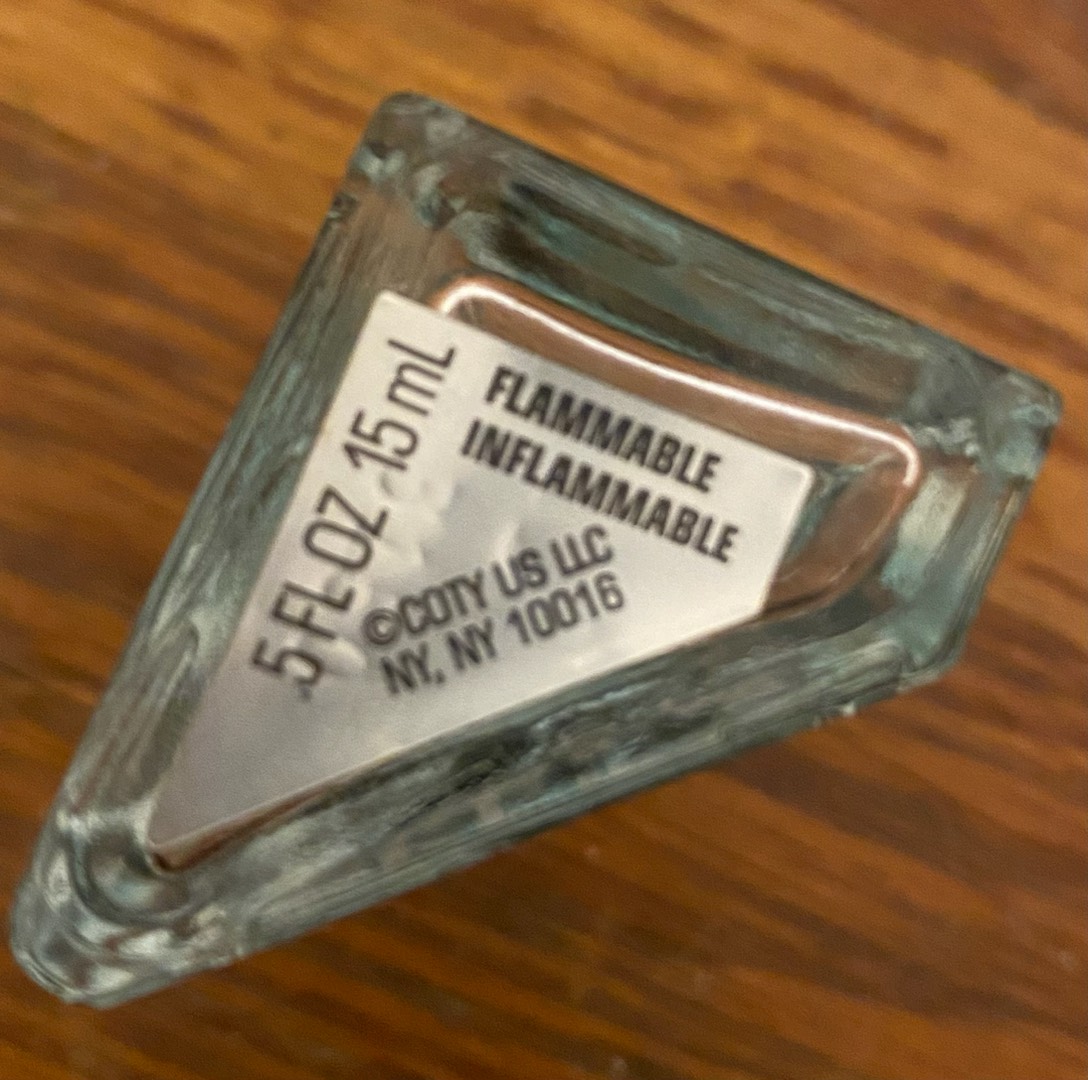 FLAMMABLE
INFLAMMABLE
.5 FL OZ 15 mL
©COTY US LLC
NY, NY 10016